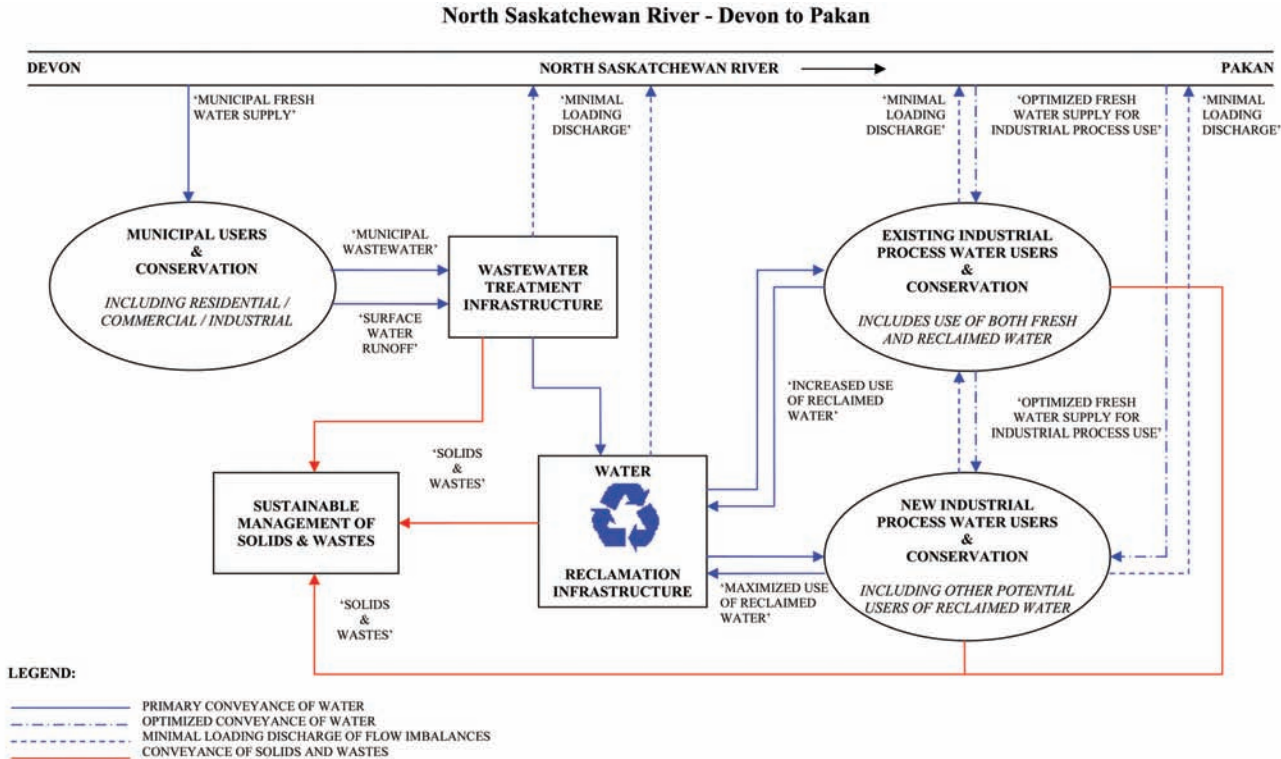 North Saskatchewan River - Devon to Pakan
DEVON
NORTH SASKATCHEWAN RIVER
PAKAN
‘MUNICIPAL FRESH
WATER SUPPLY’
‘MINIMAL
LOADING
DISCHARGE’
‘MINIMAL
LOADING
DISCHARGE’
‘OPTIMIZED FRESH
WATER SUPPLY FOR
INDUSTRIAL PROCESS USE’
‘MINIMAL
LOADING
DISCHARGE’
MUNICIPAL USERS
&
CONSERVATION
INCLUDING RESIDENTIAL /
COMMERCIAL / INDUSTRIAL
‘MUNICIPAL
WASTEWATER’
‘SURFACE
WATER
RUNOFF’
WASTEWATER
TREATMENT
INFRASTRUCTURE
EXISTING INDUSTRIAL
PROCESS WATER USERS
&
CONSERVATION
INCLUDES USE OF BOTH FRESH
AND RECLAIMED WATER
‘INCREASED USE
OF RECLAIMED
WATER’
‘OPTIMIZED FRESH
WATER SUPPLY FOR
INDUSTRIAL PROCESS USE’
‘SOLIDS
&
WASTES’
SUSTAINABLE
MANAGEMENT OF
SOLIDS & WASTES
WATER
RECLAMATION
INFRASTRUCTURE
NEW INDUSTRIAL
PROCESS WATER USERS
&
CONSERVATION
INCLUDING OTHER POTENTIAL
USERS OF RECLAIMED WATER
‘MAXIMIZED USE
OF RECLAIMED
WATER’
‘SOLIDS
&
WASTES’
LEGEND:
PRIMARY CONVEYANCE OF WATER
OPTIMIZED CONVEYANCE OF WATER
MINIMAL LOADING DISCHARGE OF FLOW IMBALANCES
CONVEYANCE OF SOLIDS AND WASTES